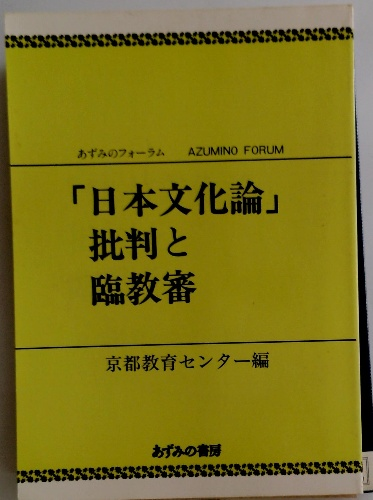 あずみのフォーラム　AZUMINO FORUM
「日本文化論」
批判と
臨教審
京都教育センター編
あずみの書房